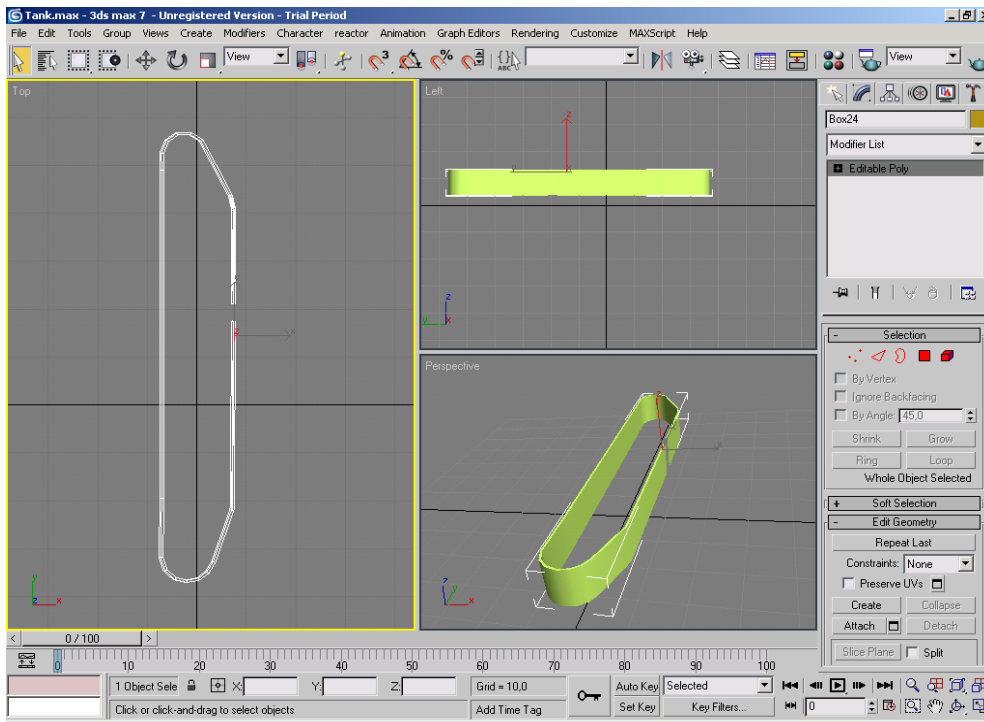 Tank.max - 3ds max 7 - Unregistered Version - Trial Period
File Edit Tools Group Views Create Modifiers Character reactor Animation Graph Editors Rendering Customize MAXScript Help
View View
Top
Left
z
y x
z
y x
Perspective
z
y
x
y
z x
Box24
Modifier List
Editable Poly
- Selection
By Vertex
Ignore Backfacing
By Angle: 45,0
Shrink Grow
Ring Loop
Whole Object Selected
+ Soft Selection
- Edit Geometry
Repeat Last
Constraints: None
Preserve UVs
Create Collapse
Attach Detach
Slice Plane Split
< 0 / 100 >
0 10 20 30 40 50 60 70 80 90 100
1 Object Sele X: Y: Z: Grid = 10,0 Auto Key Selected
Click or click-and-drag to select objects Add Time Tag Set Key Key Filters... 0